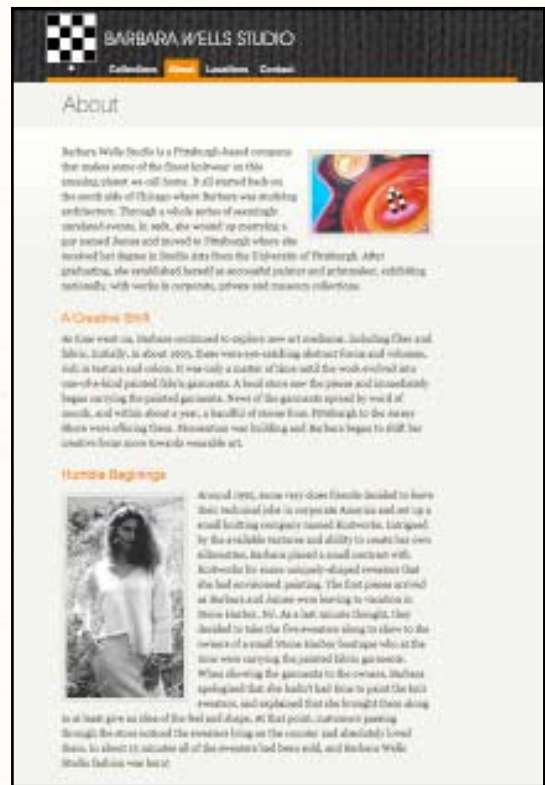 BARBARA WELLS STUDIO
Collections About Locations Contact
About
Barbara Wells Studio is a Pittsburgh-based company
that makes some of the finest knitwear on this
amazing planet we call home. It all started back on
the south side of Chicago where Barbara was studying
architecture. Through a whole series of seemingly
unrelated events, in she wound up marrying a
guy named James and moved to Pittsburgh where she
received her degree in Studio Arts from the University of Pittsburgh. After
graduating, she established herself as successful painter and printmaker, exhibiting
nationally, with works in corporate, private and museum collections.
A Creative Shift
As time went on, Barbara continued to explore new art mediums, including fiber and
fabric. Initially, in about there were eye-catching abstract forms and volumes,
rich in texture and colors. It was only a matter of time until the work evolved into
one-of-a-kind painted fabric garments. A local store saw the pieces and immediately
began carrying the painted garments. News of the garments spread by word of
mouth, and within about a year, a handful of stores from Pittsburgh to the Jersey
Shore were offering them. Momentum was building and Barbara began to shift her
creative focus more towards wearable art.
Humble Beginings
Around some very close friends decided to leave
their technical jobs in corporate America and set up a
small knitting company named Knitworks. Intrigued
by the available textures and ability to create her own
silhouettes, Barbara placed a small contract with
Knitworks for some uniquely-shaped sweaters that
she had envisioned painting. The first pieces arrived
as Barbara and James were leaving to vacation in
Stone Harbor, NJ. As a last minute thought, they
decided to take the five sweaters along to show to the
owners of a small Stone Harbor boutique who at the
time were carrying the painted fabric garments.
When showing the garments to the owners, Barbara
apologized that she hadn't had time to paint the knit
sweaters, and explained that she brought them along
to at least give an idea of the feel and shape. At that point, customers passing
through the store noticed the sweaters lying on the counter and absolutely loved
them. In about 15 minutes all of the sweaters had been sold, and Barbara Wells
Studio fashion was born!